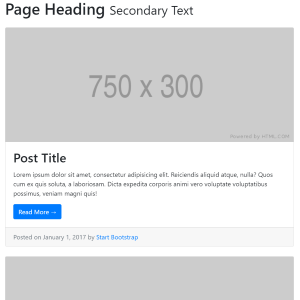 Page Heading Secondary Text
750 x 300
Powered by HTML.COM
Post Title
Lorem ipsum dolor sit amet, consectetur adipisicing elit. Reiciendis aliquid atque, nulla? Quos
cum ex quis soluta, a laboriosam. Dicta expedita corporis animi vero voluptate voluptatibus
possimus, veniam magni quis!
Read More →
Posted on January 1, 2017 by Start Bootstrap